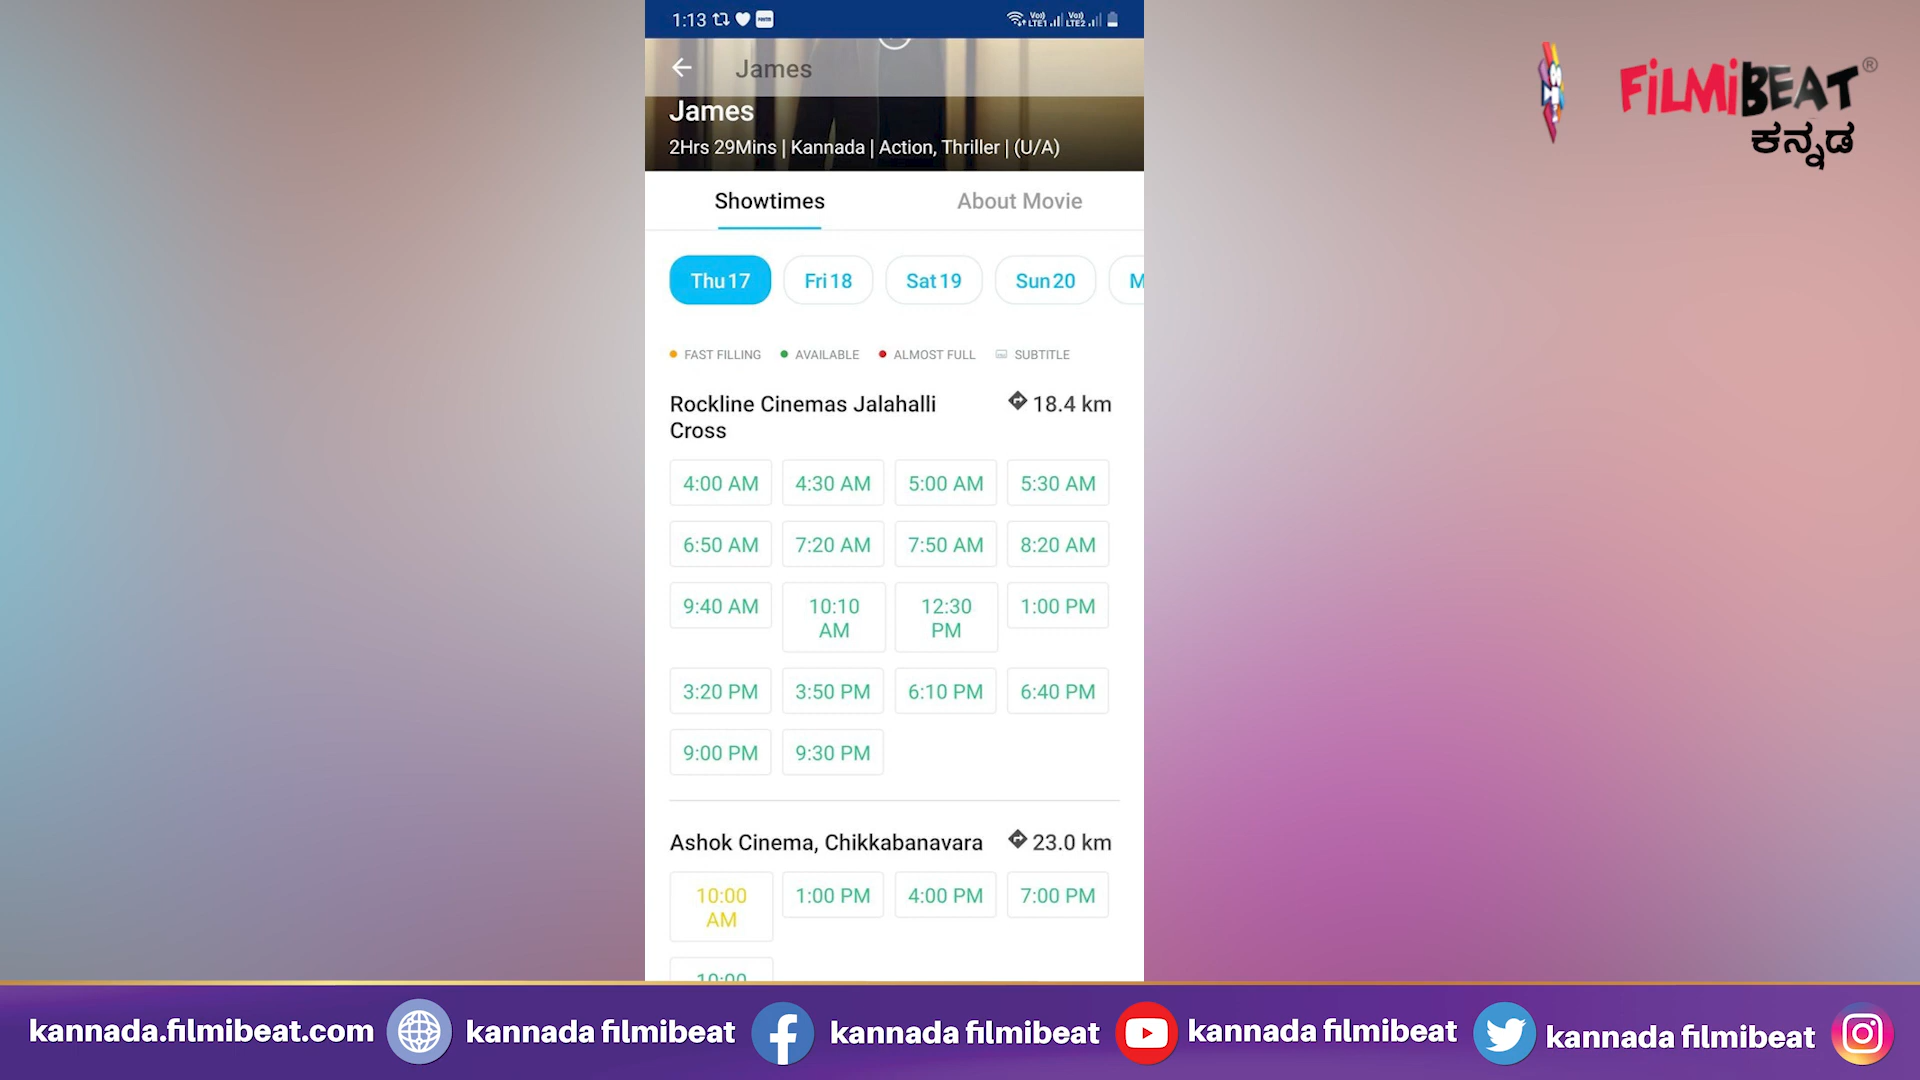 1:13
James
James
2Hrs 29Mins | Kannada | Action, Thriller | (U/A)
Showtimes About Movie
Thu 17 Fri 18 Sat 19 Sun 20 M
FAST FILLING AVAILABLE ALMOST FULL SUBTITLE
Rockline Cinemas Jalahalli Cross 18.4 km
4:00 AM 4:30 AM 5:00 AM 5:30 AM
6:50 AM 7:20 AM 7:50 AM 8:20 AM
9:40 AM 10:10 AM 12:30 PM 1:00 PM
3:20 PM 3:50 PM 6:10 PM 6:40 PM
9:00 PM 9:30 PM
Ashok Cinema, Chikkabanavara 23.0 km
10:00 AM 1:00 PM 4:00 PM 7:00 PM
10:00
FiLMiBEAT®
ಕನ್ನಡ
kannada.filmibeat.com kannada filmibeat kannada filmibeat kannada filmibeat kannada filmibeat